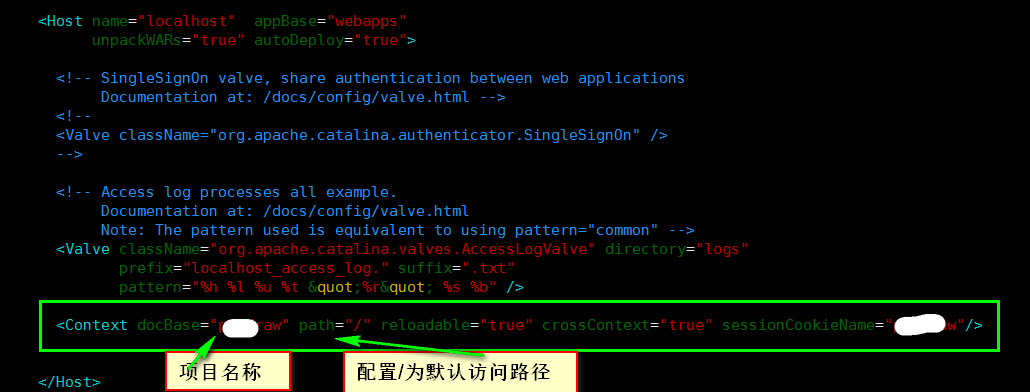 <Host name="localhost"  appBase="webapps"
unpackWARs="true" autoDeploy="true">
<!-- SingleSignOn valve, share authentication between web applications
Documentation at: /docs/config/valve.html -->
<!--
<Valve className="org.apache.catalina.authenticator.SingleSignOn" />
-->
<!-- Access log processes all example.
Documentation at: /docs/config/valve.html
Note: The pattern used is equivalent to using pattern="common" -->
<Valve className="org.apache.catalina.valves.AccessLogValve" directory="logs"
prefix="localhost_access_log." suffix=".txt"
pattern="%h %l %u %t &quot;%r&quot; %s %b" />
<Context docBase=" raw" path="/" reloadable="true" crossContext="true" sessionCookieName=" w"/>
项目名称
配置/为默认访问路径
</Host>